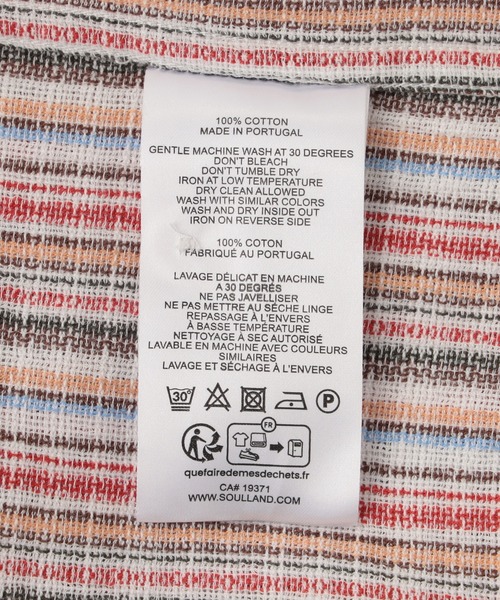 100% COTTON
MADE IN PORTUGAL
GENTLE MACHINE WASH AT 30 DEGREES
DON'T BLEACH
DON'T TUMBLE DRY
IRON AT LOW TEMPERATURE
DRY CLEAN ALLOWED
WASH WITH SIMILAR COLORS
WASH AND DRY INSIDE OUT
IRON ON REVERSE SIDE
100% COTON
FABRIQUÉ AU PORTUGAL
LAVAGE DÉLICAT EN MACHINE
A 30 DEGRÉS
NE PAS JAVELLISER
NE PAS METTRE AU SÈCHE LINGE
REPASSAGE À L'ENVERS
À BASSE TEMPÉRATURE
NETTOYAGE À SEC AUTORISÉ
LAVABLE EN MACHINE AVEC COULEURS
SIMILAIRES
LAVAGE ET SÉCHAGE À L'ENVERS
30° P
FR
quefairedemesdechets.fr
CA# 19371
WWW.SOULLAND.COM